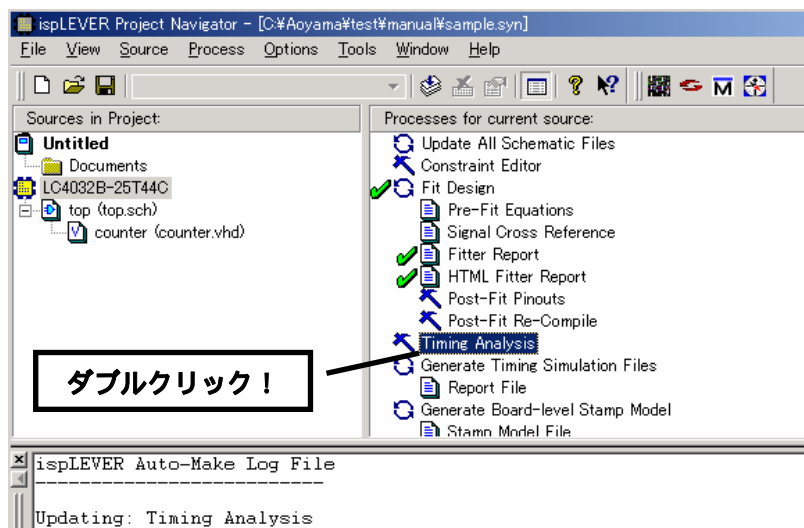 ispLEVER Project Navigator - [C:¥Aoyama¥test¥manual¥sample.syn]
File View Source Process Options Tools Window Help
Sources in Project:
Untitled
Documents
LC4032B-25T44C
top (top.sch)
counter (counter.vhd)
Processes for current source:
Update All Schematic Files
Constraint Editor
Fit Design
Pre-Fit Equations
Signal Cross Reference
Fitter Report
HTML Fitter Report
Post-Fit Pinouts
Post-Fit Re-Compile
Timing Analysis
Generate Timing Simulation Files
Report File
Generate Board-level Stamp Model
Stamp Model File
ダブルクリック！
ispLEVER Auto-Make Log File
---------------------------
Updating: Timing Analysis